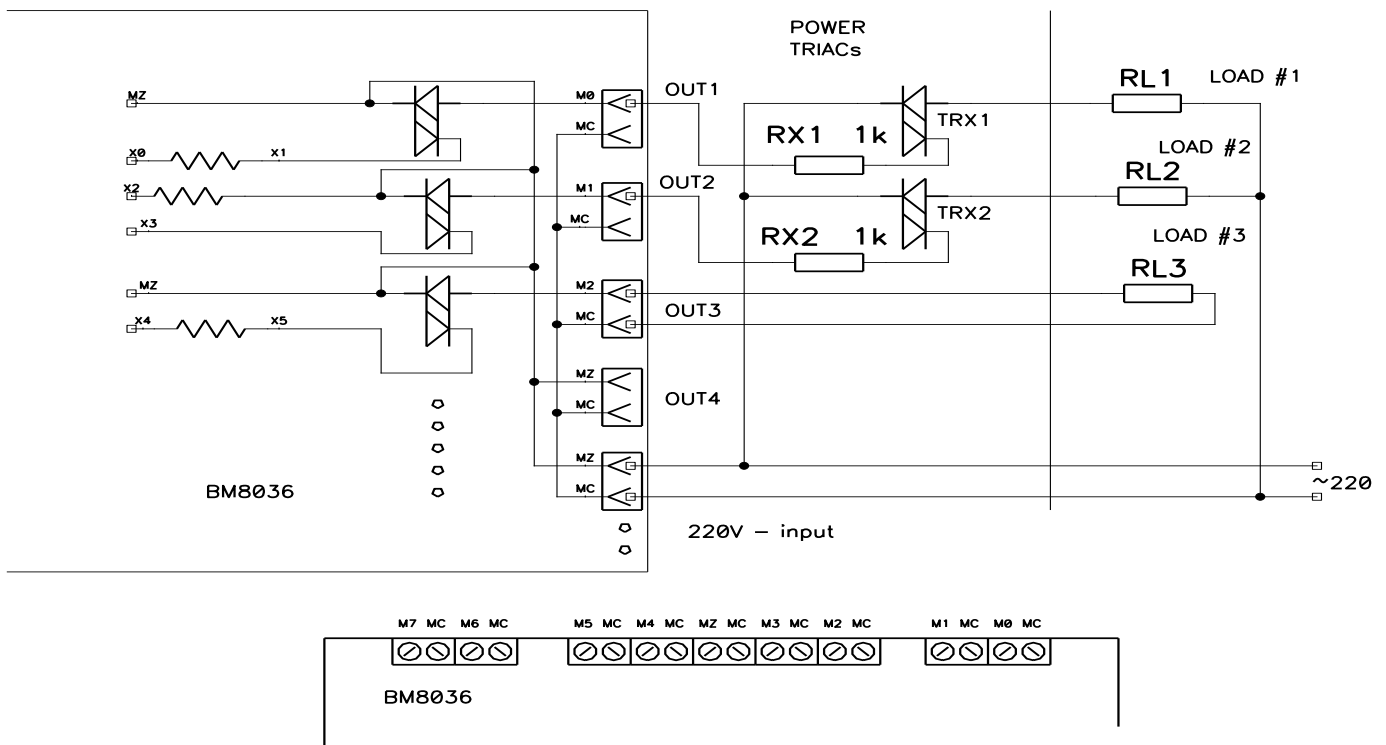 POWER
TRIACs
MZ
M0
OUT1
RL1
LOAD #1
MC
RX1 1k
TRX1
X0
X1
LOAD #2
X2
M1
OUT2
RL2
X3
MC
RX2 1k
TRX2
LOAD #3
MZ
M2
RL3
X4
X5
MC
OUT3
MZ
MC
OUT4
MZ
MC
BM8036
~220
220V – input
M7 MC M6 MC M5 MC M4 MC MZ MC M3 MC M2 MC M1 MC M0 MC
BM8036